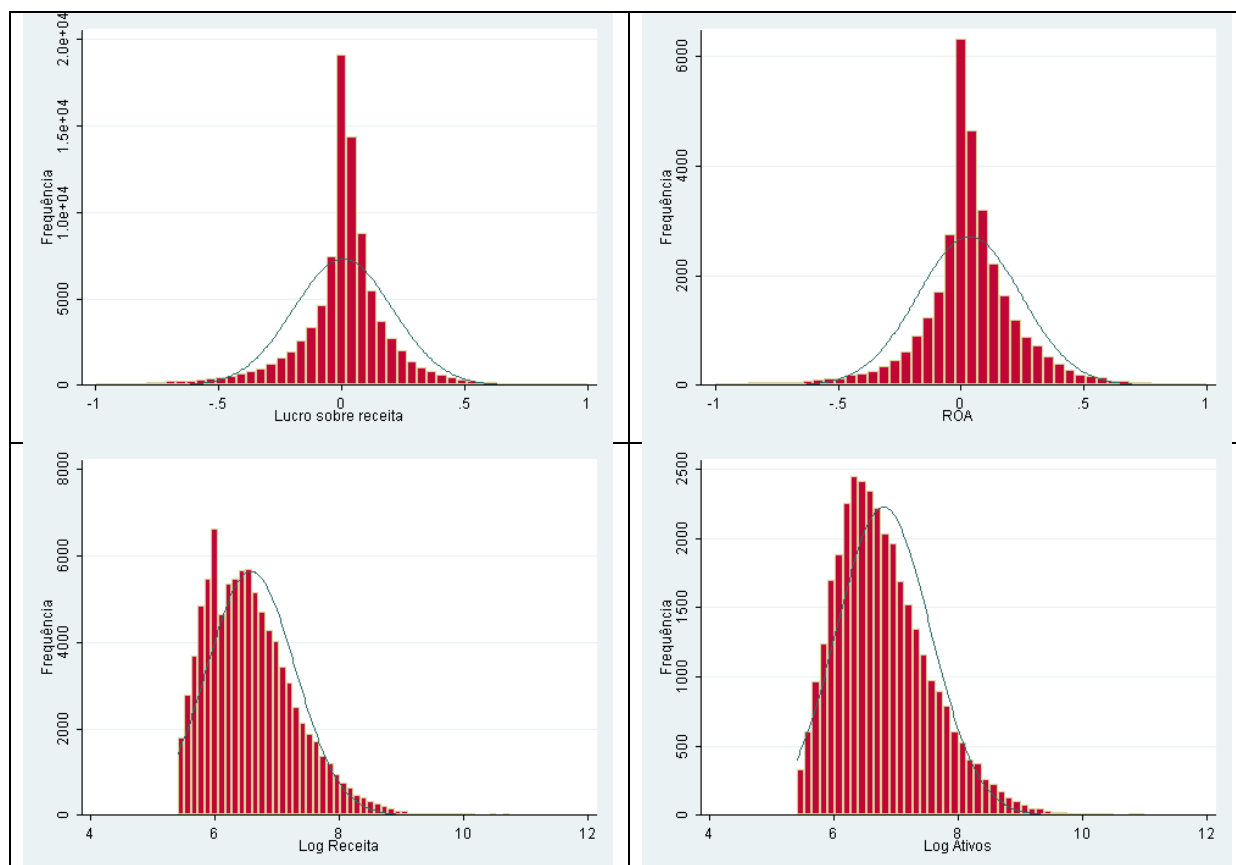 2.0e+04
1.5e+04
1.0e+04
5000
0
Frequência
-1 -.5 0 .5 1
Lucro sobre receita
6000
4000
2000
0
Frequência
-1 -.5 0 .5 1
ROA
8000
6000
4000
2000
0
Frequência
4 6 8 10 12
Log Receita
2500
2000
1500
1000
500
0
Frequência
4 6 8 10 12
Log Ativos